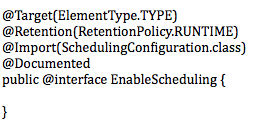 @Target(ElementType.TYPE)
@Retention(RetentionPolicy.RUNTIME)
@Import(SchedulingConfiguration.class)
@Documented
public @interface EnableScheduling {
}